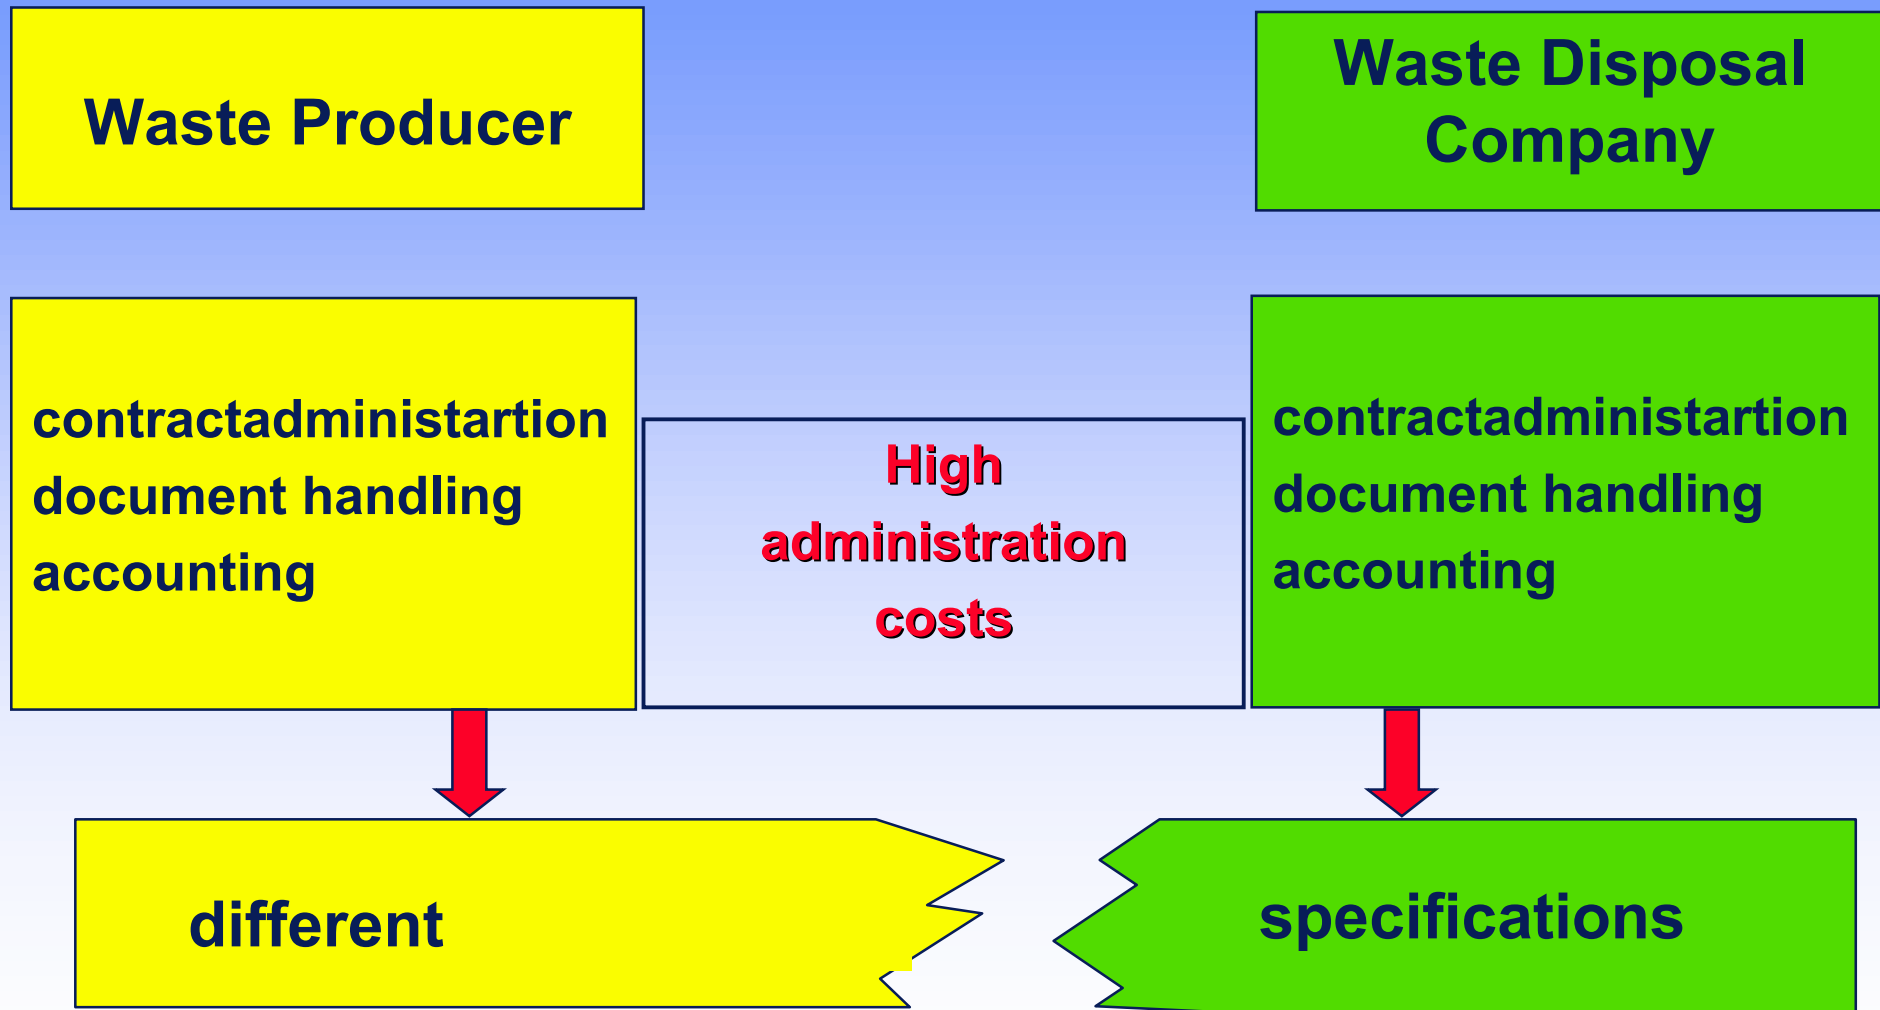 Waste Producer
Waste Disposal
Company
contractadministartion
document handling
accounting
High
administration
costs
contractadministartion
document handling
accounting
different
specifications